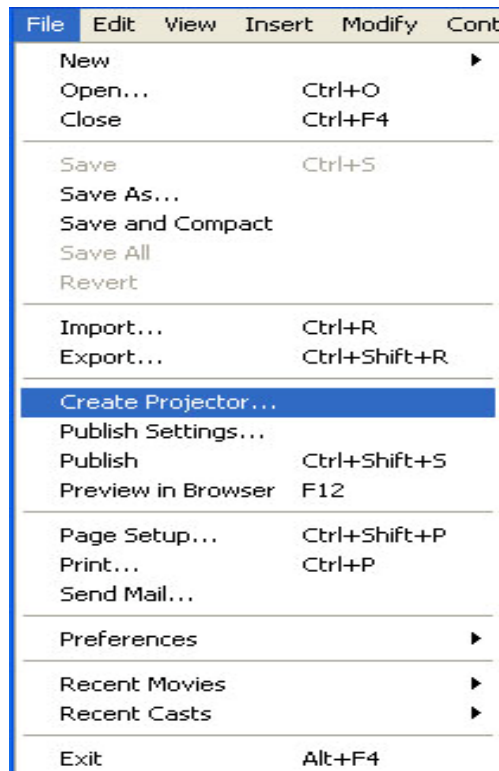 File Edit View Insert Modify Cont
New
Open... Ctrl+O
Close Ctrl+F4
Save Ctrl+S
Save As...
Save and Compact
Save All
Revert
Import... Ctrl+R
Export... Ctrl+Shift+R
Create Projector...
Publish Settings...
Publish Ctrl+Shift+S
Preview in Browser F12
Page Setup... Ctrl+Shift+P
Print... Ctrl+P
Send Mail...
Preferences
Recent Movies
Recent Casts
Exit Alt+F4